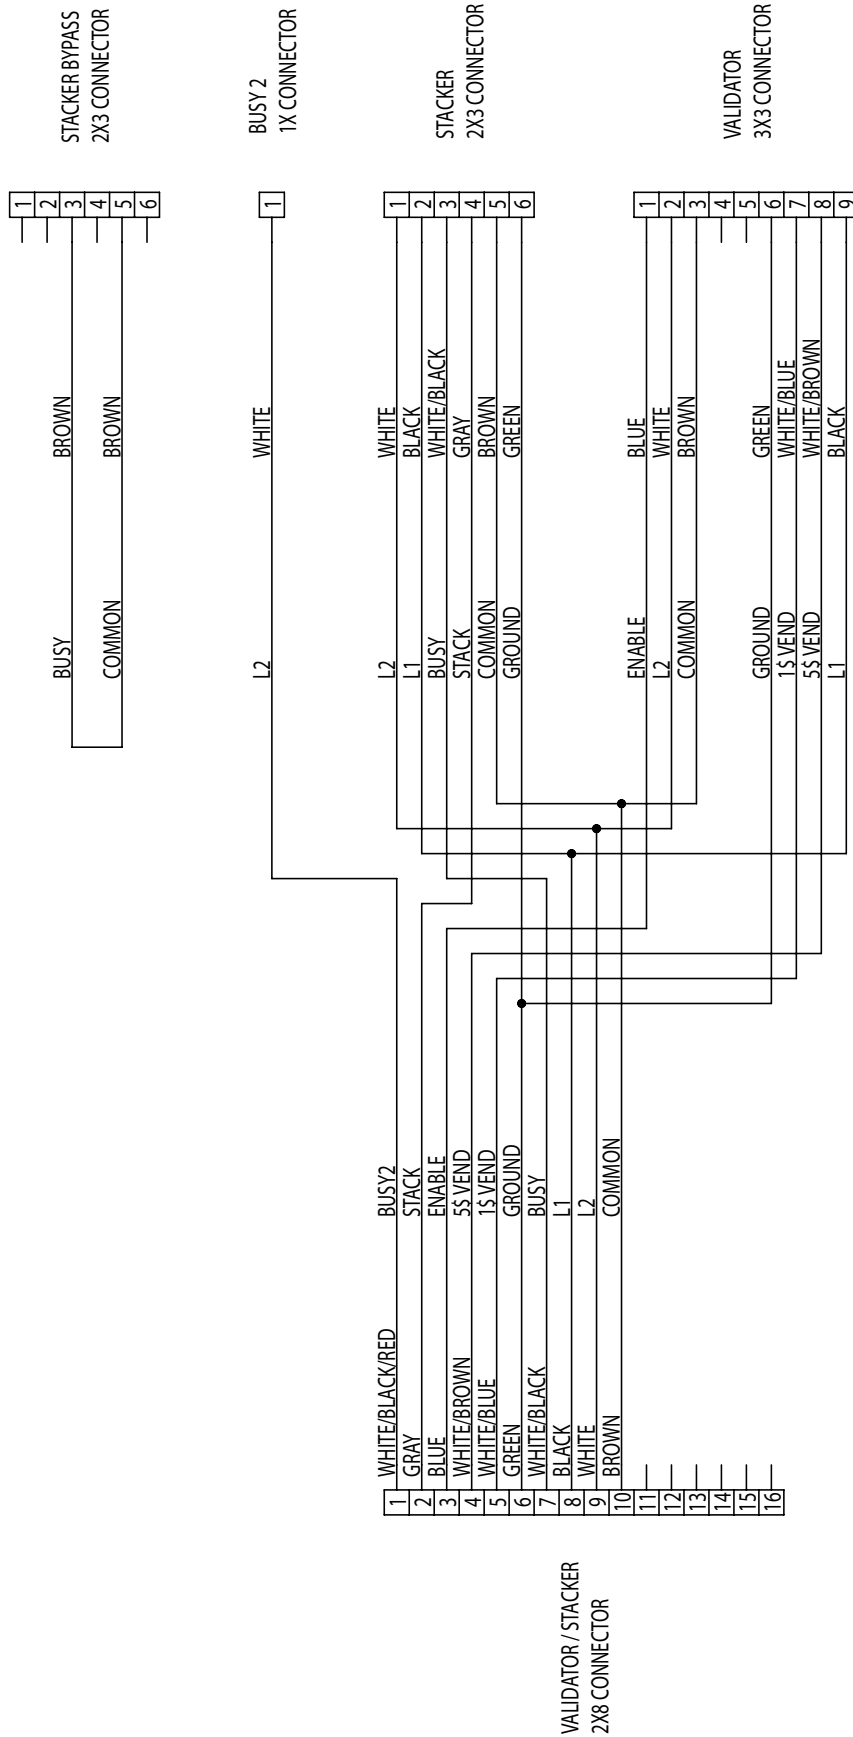 STACKER BYPASS
2X3 CONNECTOR
1
2
3
4
5
6
BUSY BROWN
COMMON BROWN
BUSY 2
1X CONNECTOR
1
L2 WHITE
STACKER
2X3 CONNECTOR
1
2
3
4
5
6
L2 WHITE
L1 BLACK
BUSY WHITE/BLACK
STACK GRAY
COMMON BROWN
GROUND GREEN
VALIDATOR
3X3 CONNECTOR
1
2
3
4
5
6
7
8
9
ENABLE BLUE
L2 WHITE
COMMON BROWN
GROUND GREEN
1$ VEND WHITE/BLUE
5$ VEND WHITE/BROWN
L1 BLACK
VALIDATOR / STACKER
2X8 CONNECTOR
1
2
3
4
5
6
7
8
9
10
11
12
13
14
15
16
WHITE/BLACK/RED BUSY2
GRAY STACK
BLUE ENABLE
WHITE/BROWN 5$ VEND
WHITE/BLUE 1$ VEND
GREEN GROUND
WHITE/BLACK BUSY
BLACK L1
WHITE L2
BROWN COMMON